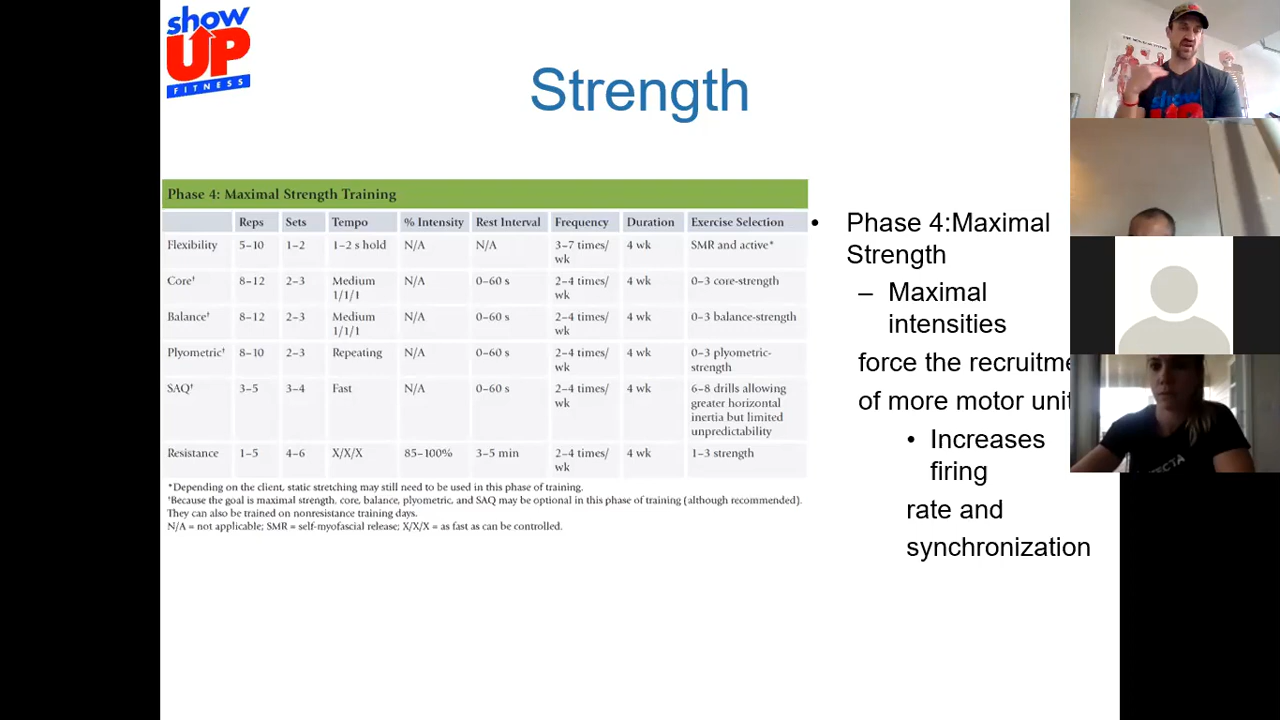 show
UP
FITNESS
Strength
Phase 4: Maximal Strength Training
Reps Sets Tempo % Intensity Rest Interval Frequency Duration Exercise Selection
Flexibility 5–10 1–2 1–2 s hold N/A N/A 3–7 times/ 4 wk SMR and active*
wk
Core† 8–12 2–3 Medium N/A 0–60 s 2–4 times/ 4 wk 0–3 core-strength
1/1/1 wk
Balance† 8–12 2–3 Medium N/A 0–60 s 2–4 times/ 4 wk 0–3 balance-strength
1/1/1 wk
Plyometric† 8–10 2–3 Repeating N/A 0–60 s 2–4 times/ 4 wk 0–3 plyometric-
wk strength
SAQ† 3–5 3–4 Fast N/A 0–60 s 2–4 times/ 4 wk 6–8 drills allowing
wk greater horizontal
inertia but limited
unpredictability
Resistance 1–5 4–6 X/X/X 85–100% 3–5 min 2–4 times/ 4 wk 1–3 strength
wk
*Depending on the client, static stretching may still need to be used in this phase of training.
†Because the goal is maximal strength, core, balance, plyometric, and SAQ may be optional in this phase of training (although recommended).
They can also be trained on nonresistance training days.
N/A = not applicable; SMR = self-myofascial release; X/X/X = as fast as can be controlled.
• Phase 4:Maximal
Strength
– Maximal
intensities
force the recruitme
of more motor unit
• Increases
firing
rate and
synchronization
show
UP